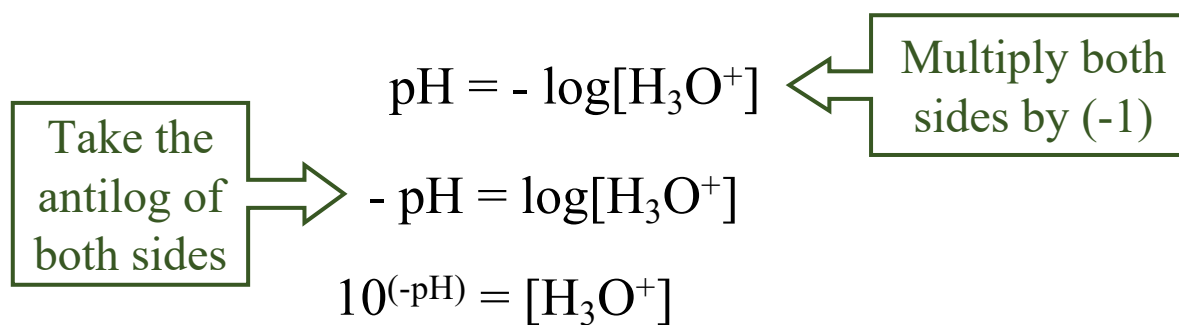 pH = - log[H₃O⁺]
Multiply both
sides by (-1)
Take the
antilog of
both sides
- pH = log[H₃O⁺]
10⁽⁻ᵖᴴ⁾ = [H₃O⁺]